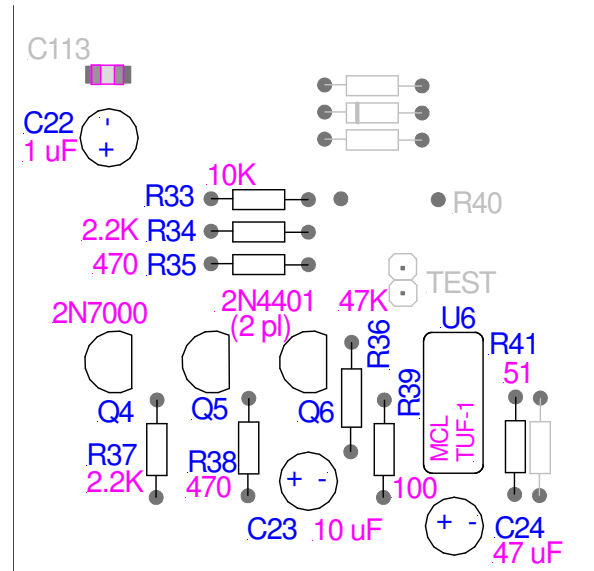 C113
C22
-
+
1 uF
10K
R33
R40
2.2K R34
470 R35
TEST
2N7000
2N4401
(2 pl)
47K
U6
R36
R41
51
R39
MCL
TUF-1
Q4
Q5
Q6
R37
2.2K
R38
470
+ -
100
C23
10 uF
+ -
C24
47 uF